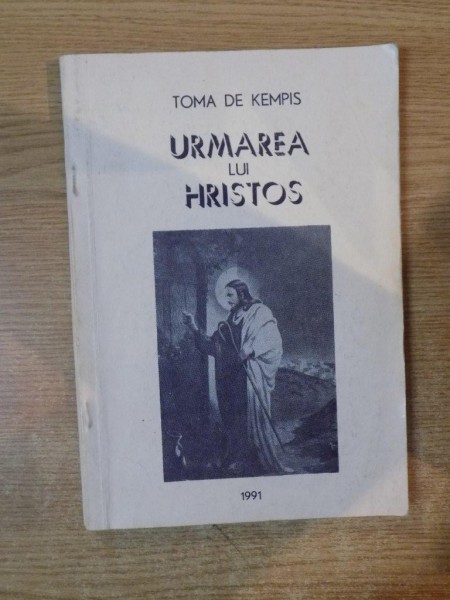 TOMA DE KEMPIS
URMAREA
LUI
HRISTOS
1991